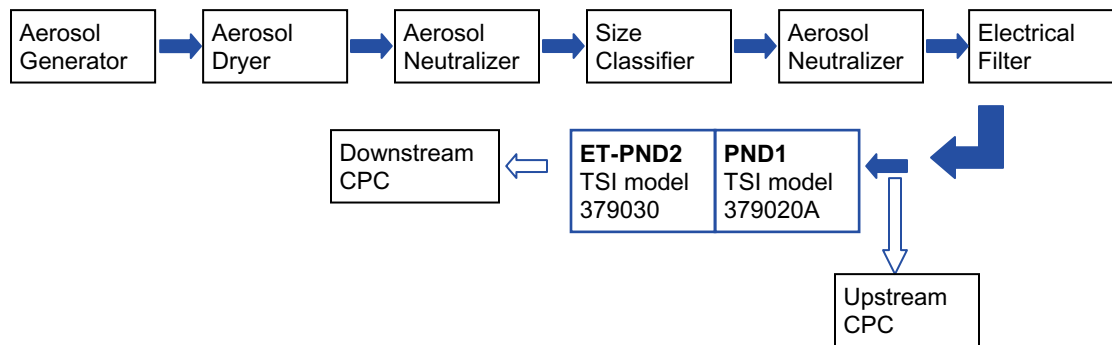 Aerosol
Generator
Aerosol
Dryer
Aerosol
Neutralizer
Size
Classifier
Aerosol
Neutralizer
Electrical
Filter
Downstream
CPC
ET-PND2
TSI model
379030
PND1
TSI model
379020A
Upstream
CPC